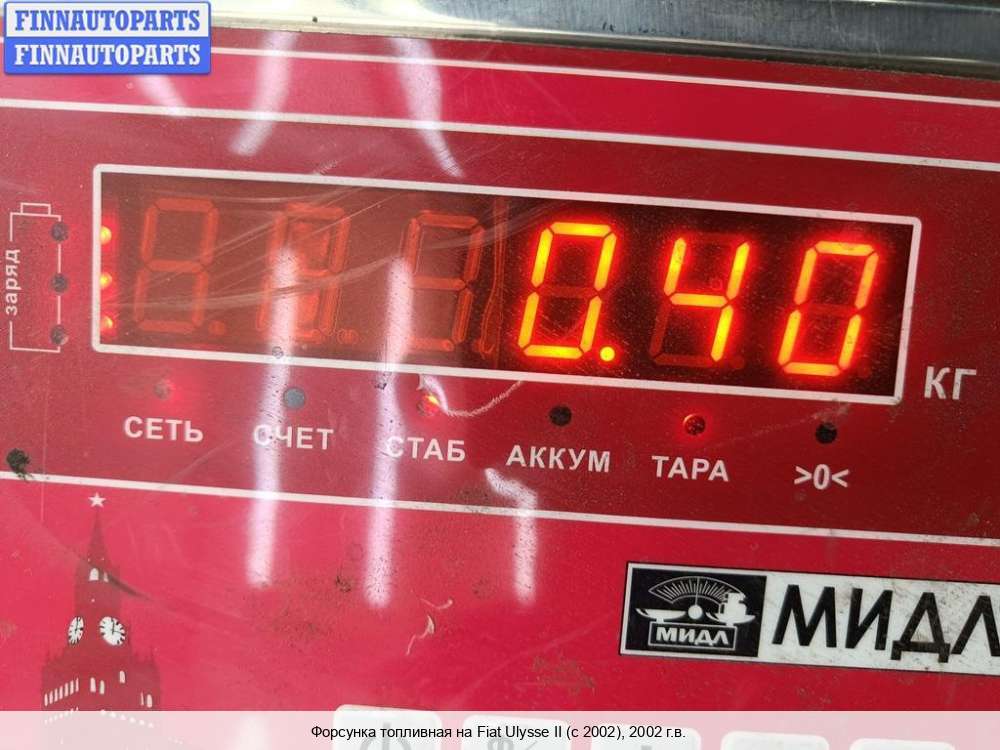 FINNAUTOPARTS
FINNAUTOPARTS
заряд
0.40
КГ
СЕТЬ
СЧЕТ
СТАБ
АККУМ
ТАРА
>0<
МИДЛ
МИДЛ
Форсунка топливная на Fiat Ulysse II (с 2002), 2002 г.в.